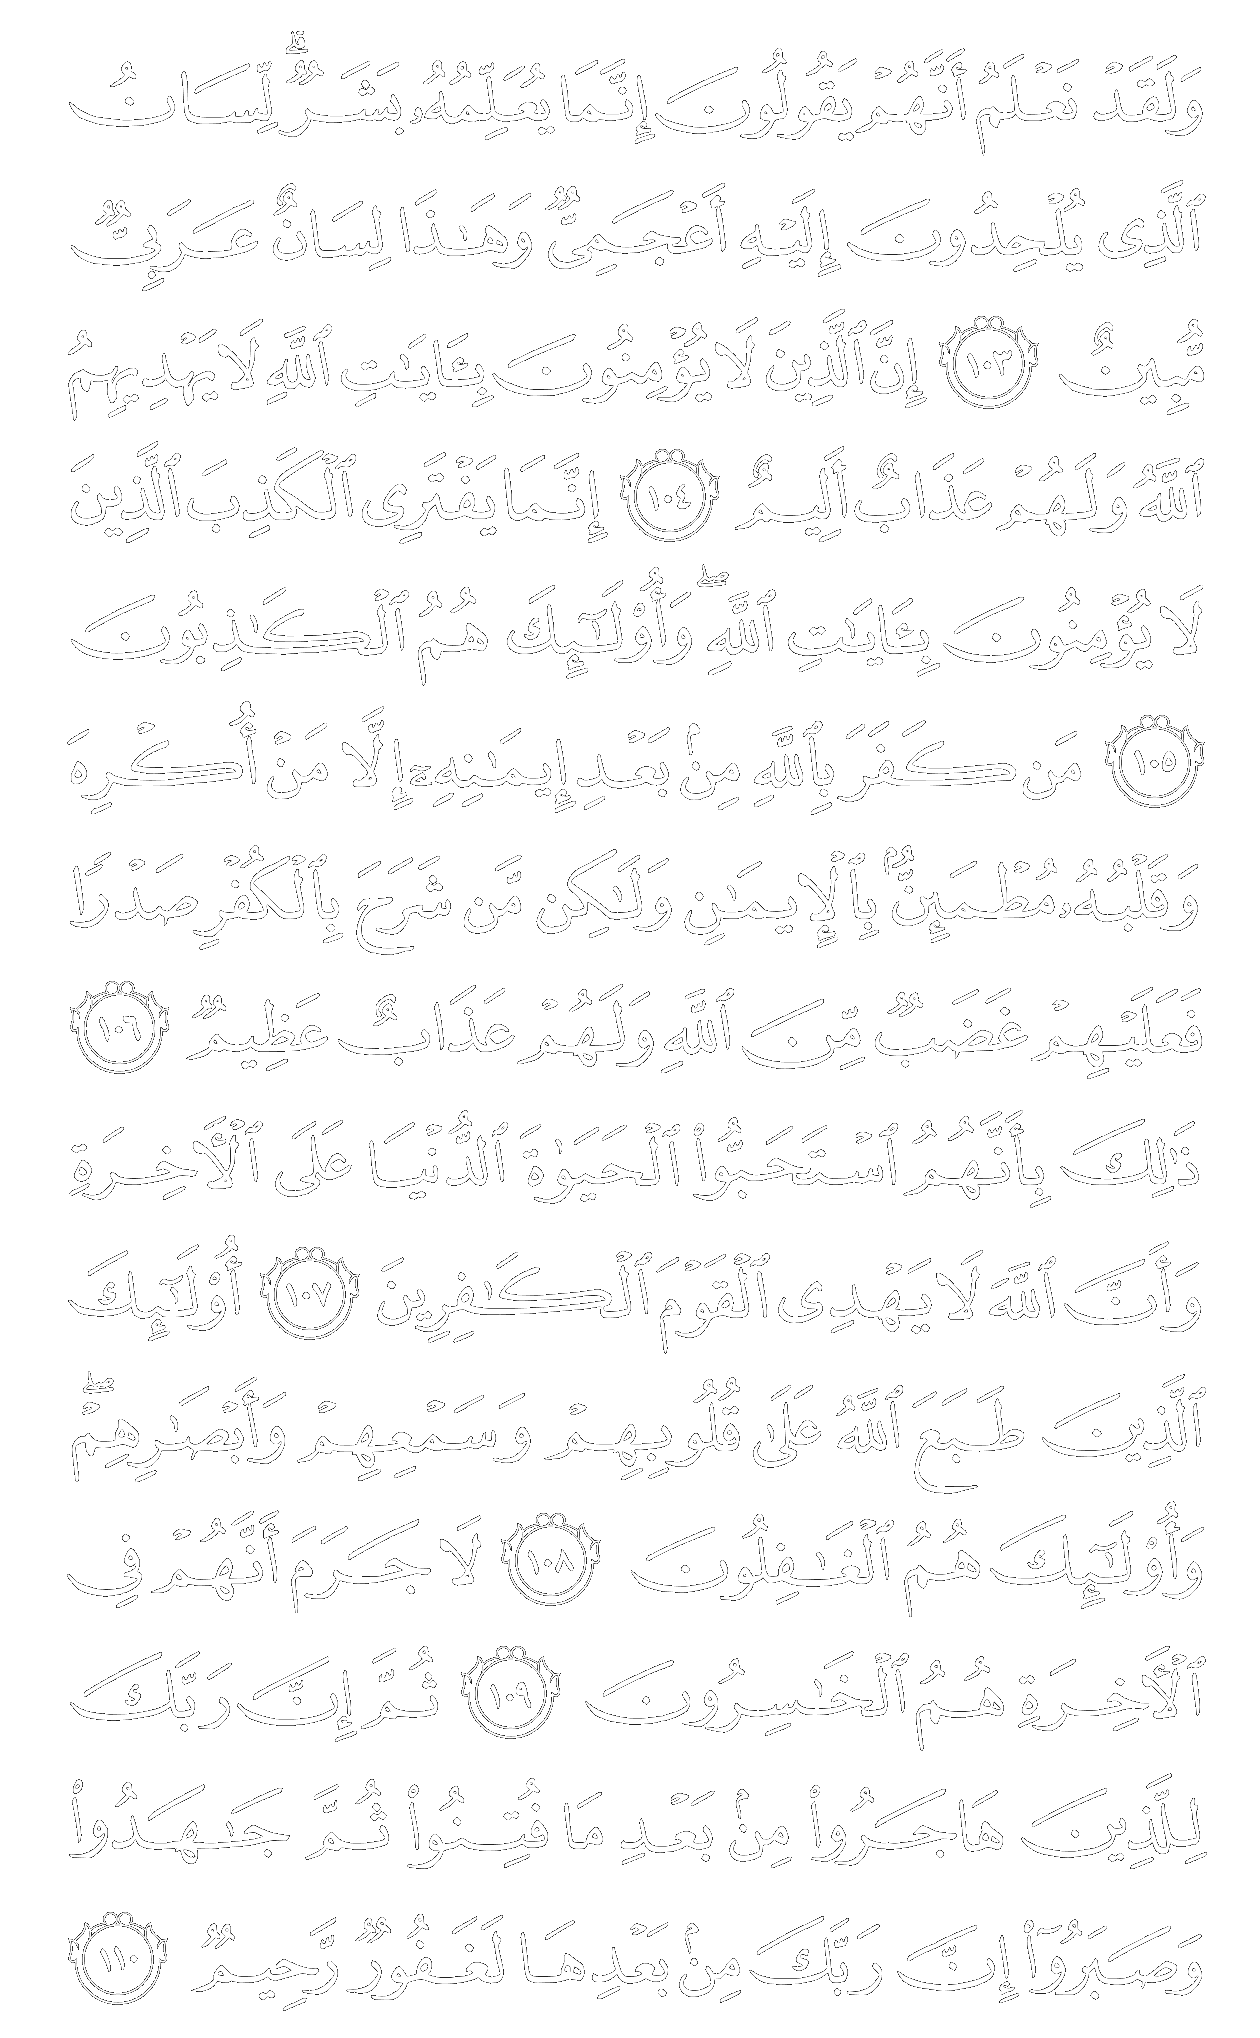 وَلَقَدْ نَعْلَمُ أَنَّهُمْ يَقُولُونَ إِنَّمَا يُعَلِّمُهُۥ بَشَرٌ ۗ لِّسَانُ
ٱلَّذِى يُلْحِدُونَ إِلَيْهِ أَعْجَمِىٌّ وَهَـٰذَا لِسَانٌ عَرَبِىٌّ
مُّبِينٌ ١٠٣ إِنَّ ٱلَّذِينَ لَا يُؤْمِنُونَ بِـَٔايَـٰتِ ٱللَّهِ لَا يَهْدِيهِمُ
ٱللَّهُ وَلَهُمْ عَذَابٌ أَلِيمٌ ١٠٤ إِنَّمَا يَفْتَرِى ٱلْكَذِبَ ٱلَّذِينَ
لَا يُؤْمِنُونَ بِـَٔايَـٰتِ ٱللَّهِ ۖ وَأُو۟لَـٰٓئِكَ هُمُ ٱلْكَـٰذِبُونَ
١٠٥ مَن كَفَرَ بِٱللَّهِ مِنۢ بَعْدِ إِيمَـٰنِهِۦٓ إِلَّا مَنْ أُكْرِهَ
وَقَلْبُهُۥ مُطْمَئِنٌّۢ بِٱلْإِيمَـٰنِ وَلَـٰكِن مَّن شَرَحَ بِٱلْكُفْرِ صَدْرًا
فَعَلَيْهِمْ غَضَبٌ مِّنَ ٱللَّهِ وَلَهُمْ عَذَابٌ عَظِيمٌ ١٠٦
ذَٰلِكَ بِأَنَّهُمُ ٱسْتَحَبُّوا۟ ٱلْحَيَوٰةَ ٱلدُّنْيَا عَلَى ٱلْـَٔاخِرَةِ
وَأَنَّ ٱللَّهَ لَا يَهْدِى ٱلْقَوْمَ ٱلْكَـٰفِرِينَ ١٠٧ أُو۟لَـٰٓئِكَ
ٱلَّذِينَ طَبَعَ ٱللَّهُ عَلَىٰ قُلُوبِهِمْ وَسَمْعِهِمْ وَأَبْصَـٰرِهِمْ ۖ
وَأُو۟لَـٰٓئِكَ هُمُ ٱلْغَـٰفِلُونَ ١٠٨ لَا جَرَمَ أَنَّهُمْ فِى
ٱلْـَٔاخِرَةِ هُمُ ٱلْخَـٰسِرُونَ ١٠٩ ثُمَّ إِنَّ رَبَّكَ
لِلَّذِينَ هَاجَرُوا۟ مِنۢ بَعْدِ مَا فُتِنُوا۟ ثُمَّ جَـٰهَدُوا۟
وَصَبَرُوٓا۟ إِنَّ رَبَّكَ مِنۢ بَعْدِهَا لَغَفُورٌ رَّحِيمٌ ١١٠